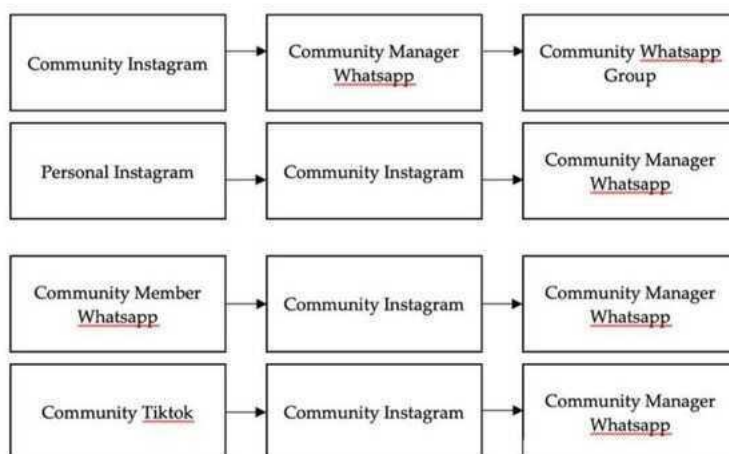 Community Instagram
Community Manager
Whatsapp
Community Whatsapp
Group
Personal Instagram
Community Instagram
Community Manager
Whatsapp
Community Member
Whatsapp
Community Instagram
Community Manager
Whatsapp
Community Tiktok
Community Instagram
Community Manager
Whatsapp